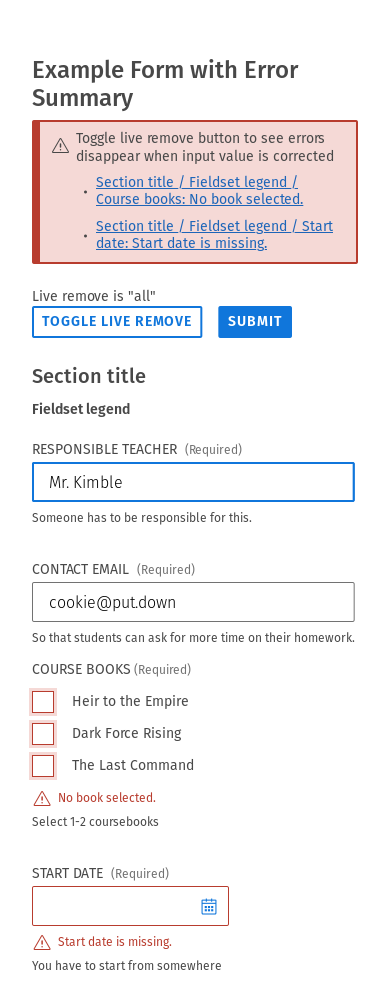 Example Form with Error
Summary
Toggle live remove button to see errors
disappear when input value is corrected
• Section title / Fieldset legend /
Course books: No book selected.
• Section title / Fieldset legend / Start
date: Start date is missing.
Live remove is "all"
TOGGLE LIVE REMOVE SUBMIT
Section title
Fieldset legend
RESPONSIBLE TEACHER (Required)
Mr. Kimble
Someone has to be responsible for this.
CONTACT EMAIL (Required)
cookie@put.down
So that students can ask for more time on their homework.
COURSE BOOKS (Required)
Heir to the Empire
Dark Force Rising
The Last Command
No book selected.
Select 1-2 coursebooks
START DATE (Required)
Start date is missing.
You have to start from somewhere